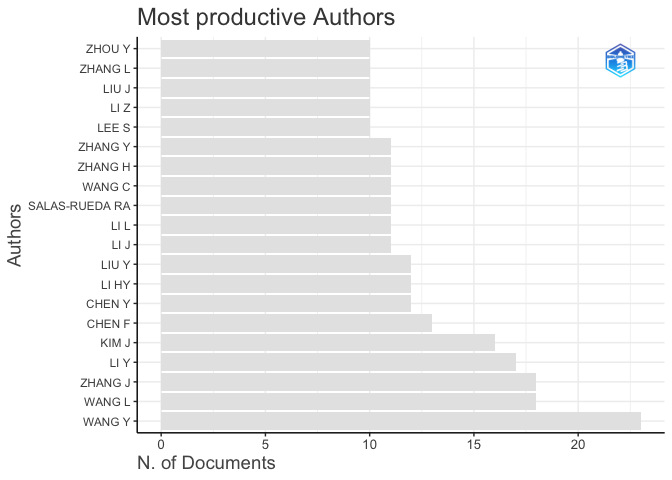 Most productive Authors
ZHOU Y
ZHANG L
LIU J
LI Z
LEE S
ZHANG Y
ZHANG H
WANG C
SALAS-RUEDA RA
LI L
LI J
LIU Y
LI HY
CHEN Y
CHEN F
KIM J
LI Y
ZHANG J
WANG L
WANG Y
Authors
0 5 10 15 20
N. of Documents